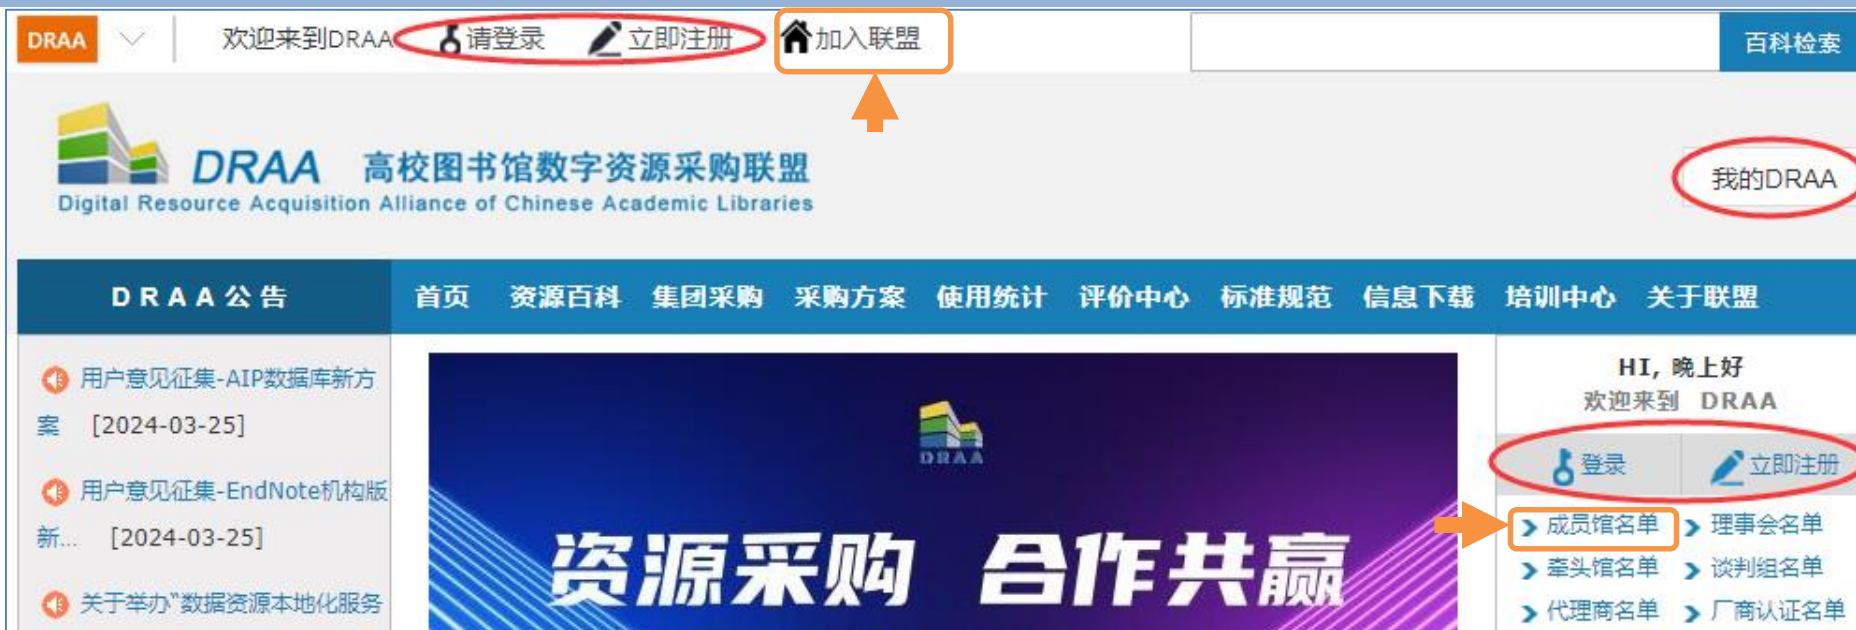 DRAA 欢迎来到DRAA 请登录 立即注册 加入联盟 百科检索
DRAA 高校图书馆数字资源采购联盟
Digital Resource Acquisition Alliance of Chinese Academic Libraries
我的DRAA
DRAA公告 首页 资源百科 集团采购 采购方案 使用统计 评价中心 标准规范 信息下载 培训中心 关于联盟
用户意见征集-AIP数据库新方
案 [2024-03-25]
用户意见征集-EndNote机构版
新... [2024-03-25]
关于举办"数据资源本地化服务
DRAA
资源采购 合作共赢
HI, 晚上好
欢迎来到 DRAA
登录 立即注册
成员馆名单 理事会名单
牵头馆名单 谈判组名单
代理商名单 厂商认证名单